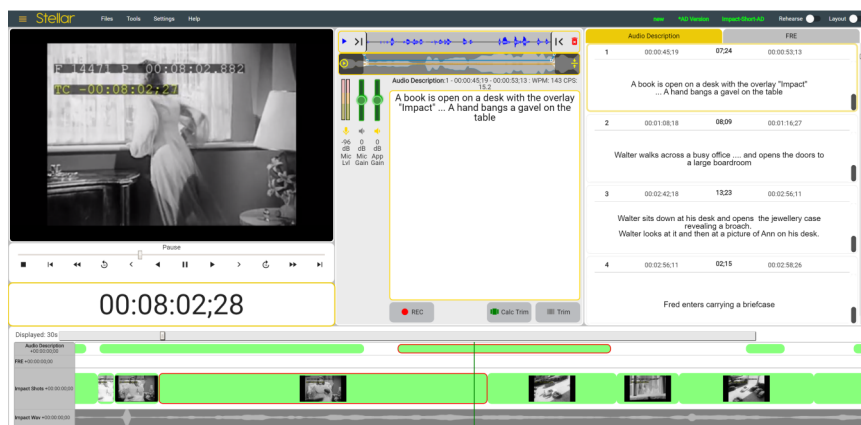 Stellar Files Tools Settings Help new *AD Version Impact-Short-AD Rehearse Layout
F 14471 P 00:08:02.882
TC -00:08:02;27
Pause
00:08:02;28
Audio Description:1 - 00:00:45;19 - 00:00:53;13 : WPM: 143 CPS:
15.2
A book is open on a desk with the overlay
"Impact" ... A hand bangs a gavel on the
table
-96 0 0
dB dB dB
Mic Mic App
Lvl Gain Gain
REC Calc Trim Trim
Audio Description FRE
1 00:00:45;19 07;24 00:00:53;13
A book is open on a desk with the overlay "Impact"
... A hand bangs a gavel on the table
2 00:01:08;18 08;09 00:01:16;27
Walter walks across a busy office .... and opens the doors to
a large boardroom
3 00:02:42;18 13;23 00:02:56;11
Walter sits down at his desk and opens the jewellery case
revealing a broach.
Walter looks at it and then at a picture of Ann on his desk.
4 00:02:56;11 02;15 00:02:58;26
Fred enters carrying a briefcase
Displayed: 30s
Audio Description
+00:00:00;00
FRE +00:00:00;00
Impact Shots +00:00:00;00
Impact Wav +00:00:00;00